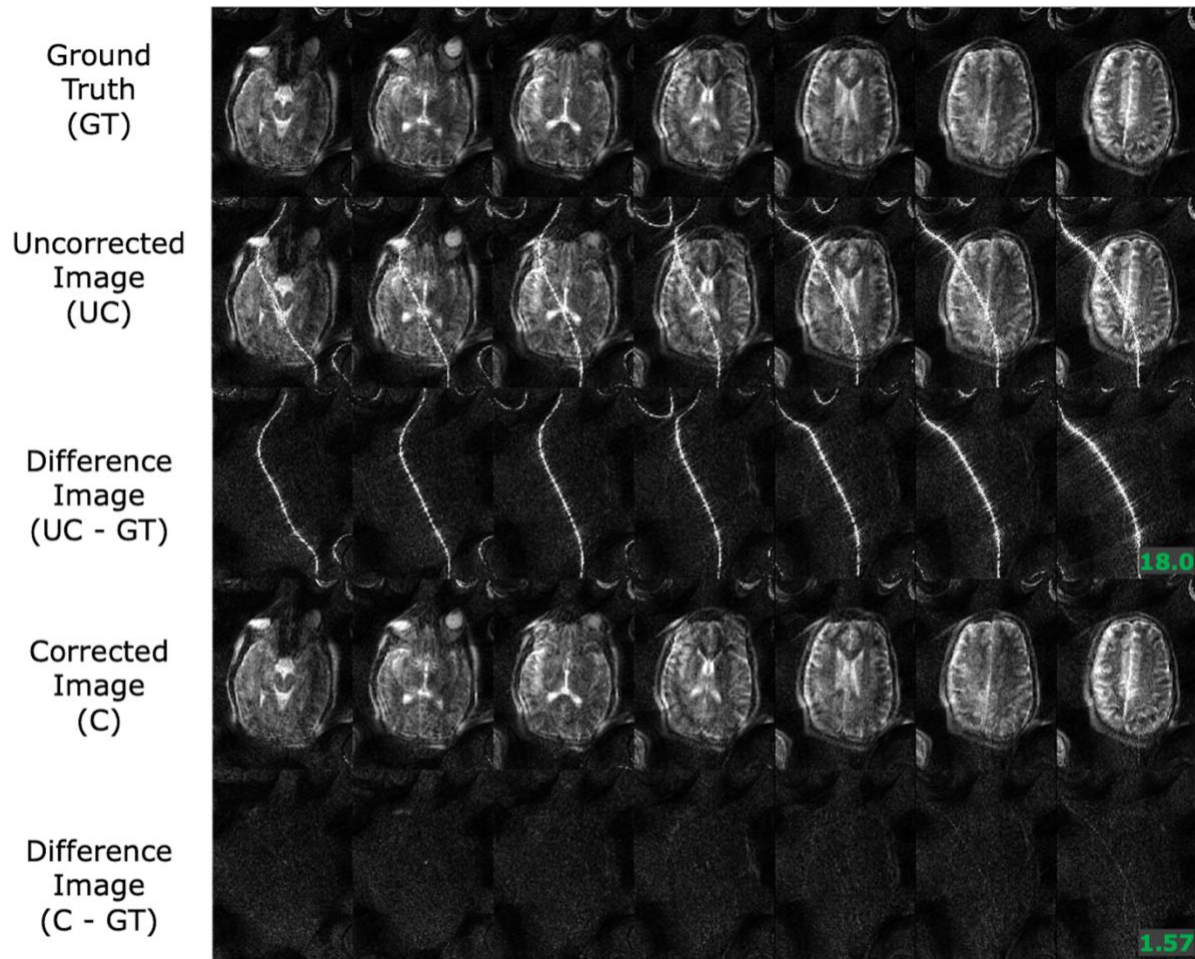 Ground
Truth
(GT)
Uncorrected
Image
(UC)
Difference
Image
(UC - GT)
18.0
Corrected
Image
(C)
Difference
Image
(C - GT)
1.57